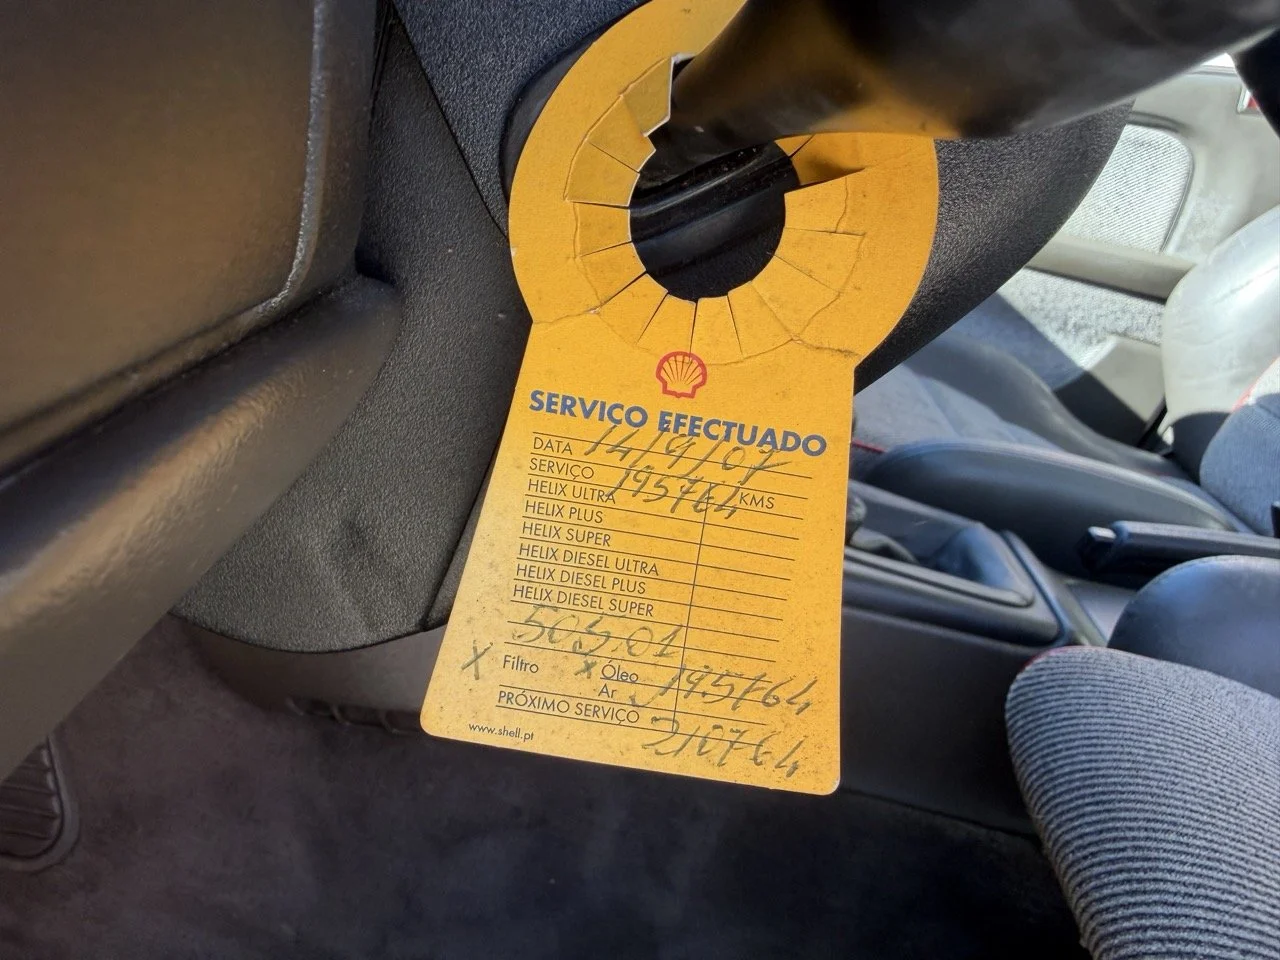 SERVICO EFECTUADO
DATA 14/9/07
SERVIÇO 195764 KMS
HELIX ULTRA
HELIX PLUS
HELIX SUPER
HELIX DIESEL ULTRA
HELIX DIESEL PLUS
HELIX DIESEL SUPER
505.01
X Filtro X Óleo 195764
Ar
PRÓXIMO SERVIÇO 210764
www.shell.pt